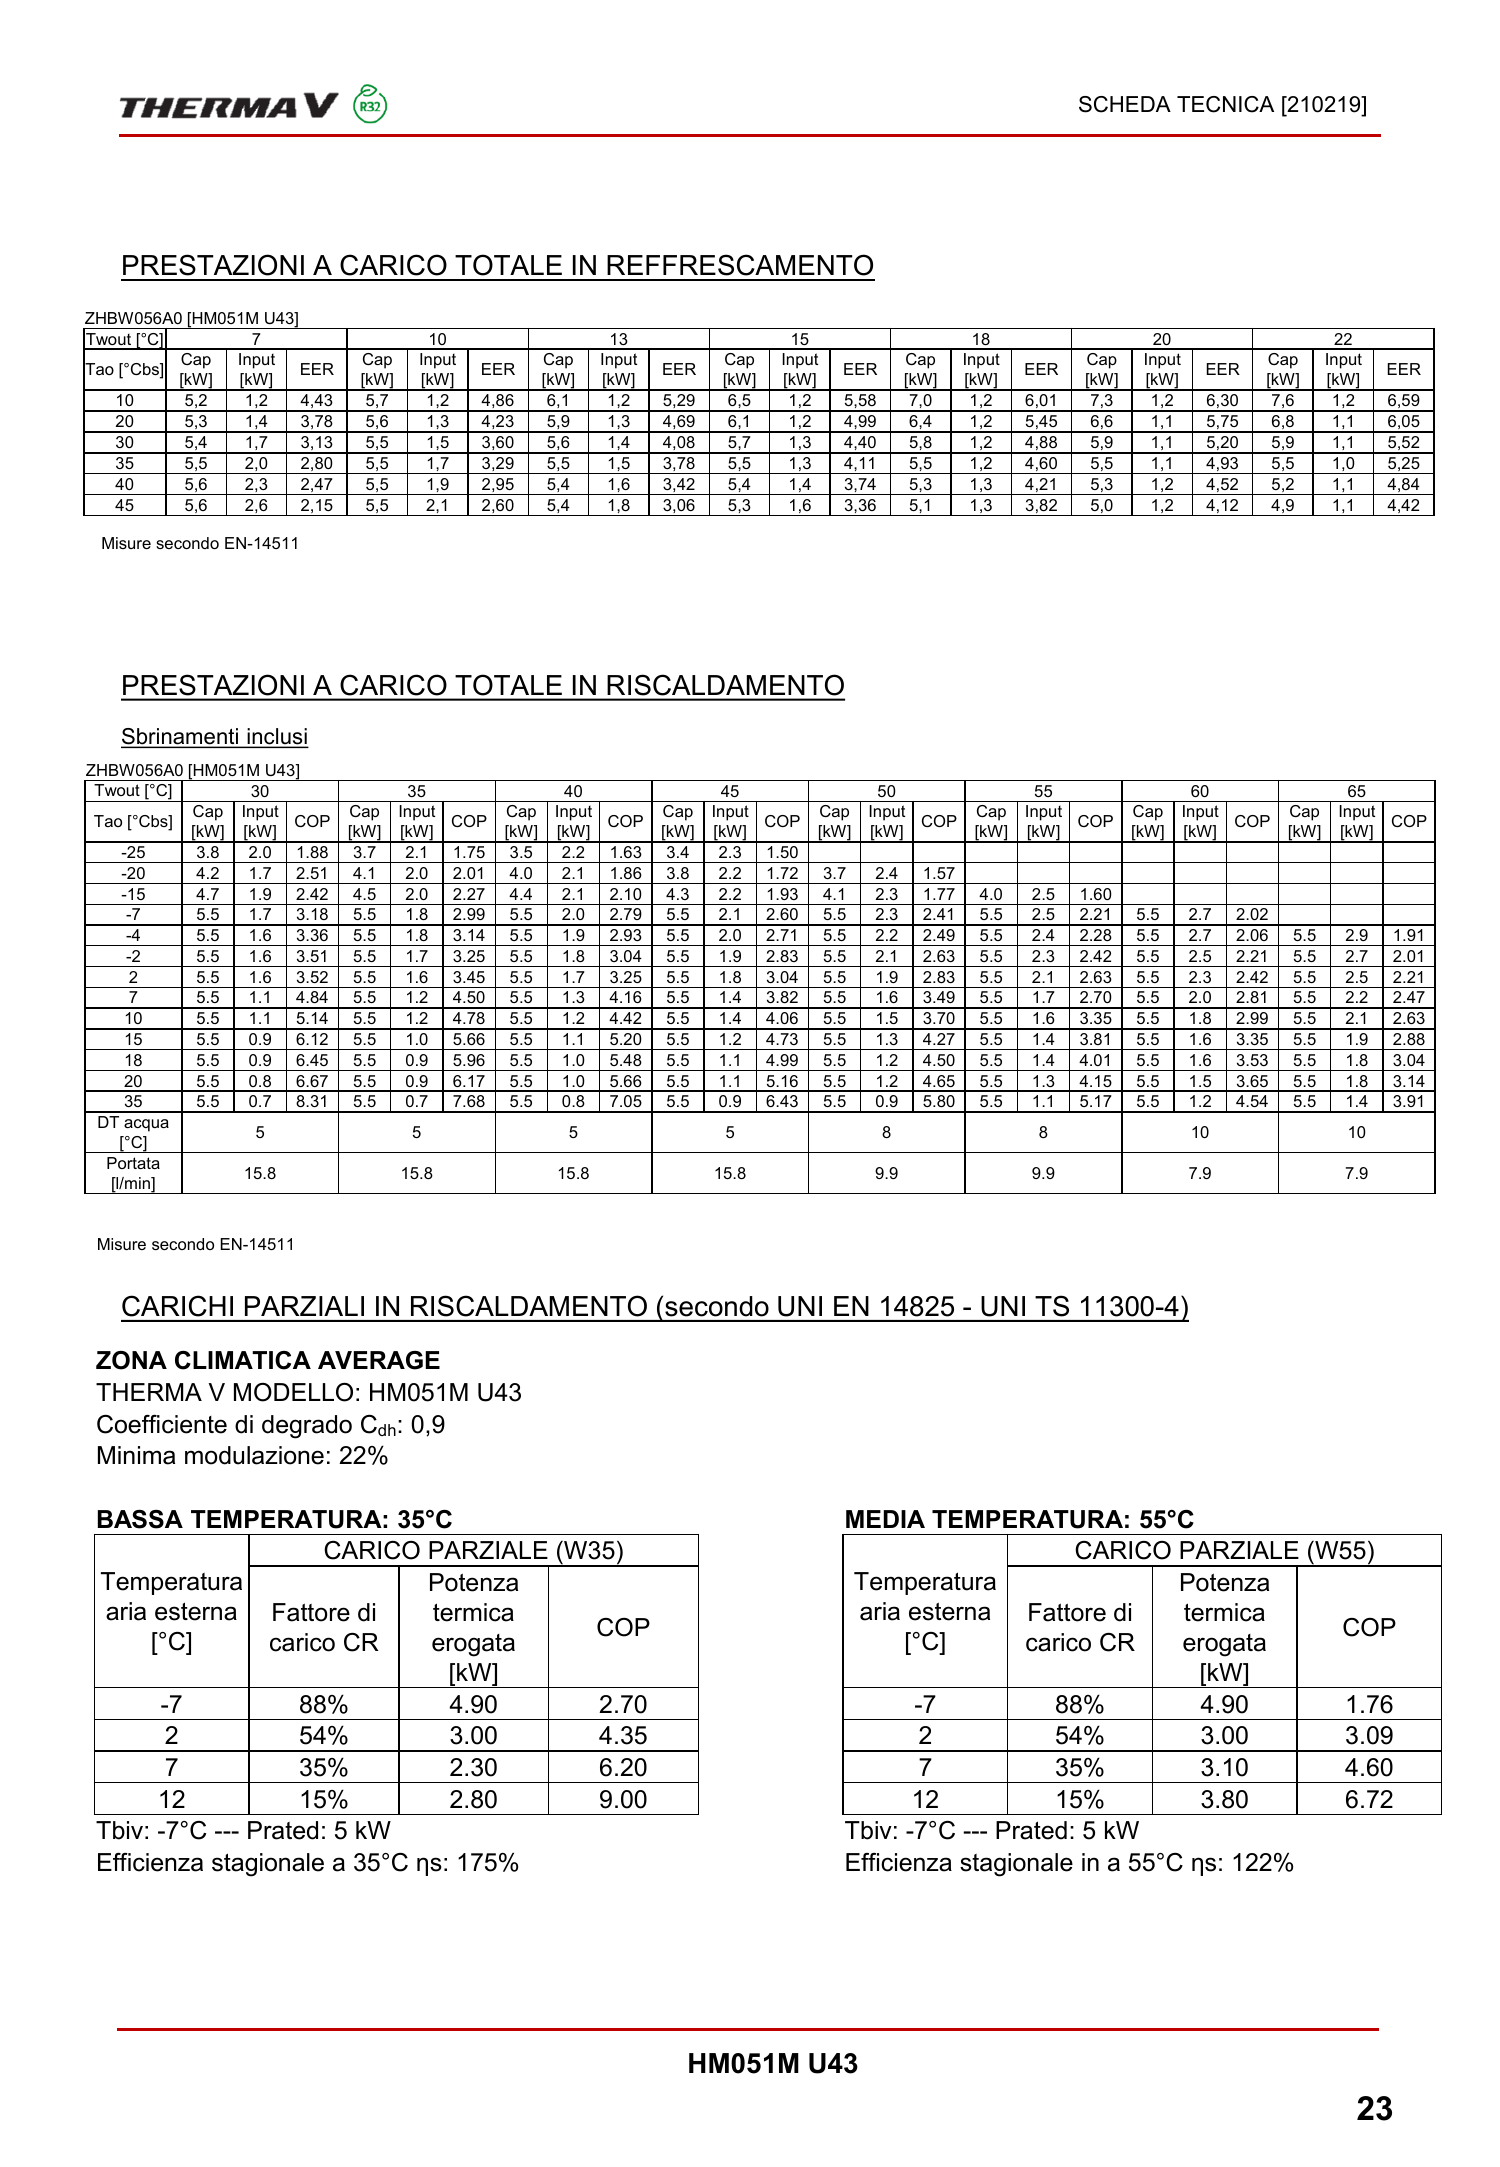 THERMA V R32
SCHEDA TECNICA [210219]
PRESTAZIONI A CARICO TOTALE IN REFFRESCAMENTO
ZHBW056A0 [HM051M U43]
Twout [°C] 7 10 13 15 18 20 22
Tao [°Cbs] Cap [kW] Input [kW] EER Cap [kW] Input [kW] EER Cap [kW] Input [kW] EER Cap [kW] Input [kW] EER Cap [kW] Input [kW] EER Cap [kW] Input [kW] EER Cap [kW] Input [kW] EER
10 5,2 1,2 4,43 5,7 1,2 4,86 6,1 1,2 5,29 6,5 1,2 5,58 7,0 1,2 6,01 7,3 1,2 6,30 7,6 1,2 6,59
20 5,3 1,4 3,78 5,6 1,3 4,23 5,9 1,3 4,69 6,1 1,2 4,99 6,4 1,2 5,45 6,6 1,1 5,75 6,8 1,1 6,05
30 5,4 1,7 3,13 5,5 1,5 3,60 5,6 1,4 4,08 5,7 1,3 4,40 5,8 1,2 4,88 5,9 1,1 5,20 5,9 1,1 5,52
35 5,5 2,0 2,80 5,5 1,7 3,29 5,5 1,5 3,78 5,5 1,3 4,11 5,5 1,2 4,60 5,5 1,1 4,93 5,5 1,0 5,25
40 5,6 2,3 2,47 5,5 1,9 2,95 5,4 1,6 3,42 5,4 1,4 3,74 5,3 1,3 4,21 5,3 1,2 4,52 5,2 1,1 4,84
45 5,6 2,6 2,15 5,5 2,1 2,60 5,4 1,8 3,06 5,3 1,6 3,36 5,1 1,3 3,82 5,0 1,2 4,12 4,9 1,1 4,42
Misure secondo EN-14511
PRESTAZIONI A CARICO TOTALE IN RISCALDAMENTO
Sbrinamenti inclusi
ZHBW056A0 [HM051M U43]
Twout [°C] 30 35 40 45 50 55 60 65
Tao [°Cbs] Cap [kW] Input [kW] COP Cap [kW] Input [kW] COP Cap [kW] Input [kW] COP Cap [kW] Input [kW] COP Cap [kW] Input [kW] COP Cap [kW] Input [kW] COP Cap [kW] Input [kW] COP Cap [kW] Input [kW] COP
-25 3.8 2.0 1.88 3.7 2.1 1.75 3.5 2.2 1.63 3.4 2.3 1.50
-20 4.2 1.7 2.51 4.1 2.0 2.01 4.0 2.1 1.86 3.8 2.2 1.72 3.7 2.4 1.57
-15 4.7 1.9 2.42 4.5 2.0 2.27 4.4 2.1 2.10 4.3 2.2 1.93 4.1 2.3 1.77 4.0 2.5 1.60
-7 5.5 1.7 3.18 5.5 1.8 2.99 5.5 2.0 2.79 5.5 2.1 2.60 5.5 2.3 2.41 5.5 2.5 2.21 5.5 2.7 2.02
-4 5.5 1.6 3.36 5.5 1.8 3.14 5.5 1.9 2.93 5.5 2.0 2.71 5.5 2.2 2.49 5.5 2.4 2.28 5.5 2.7 2.06 5.5 2.9 1.91
-2 5.5 1.6 3.51 5.5 1.7 3.25 5.5 1.8 3.04 5.5 1.9 2.83 5.5 2.1 2.63 5.5 2.3 2.42 5.5 2.5 2.21 5.5 2.7 2.01
2 5.5 1.6 3.52 5.5 1.6 3.45 5.5 1.7 3.25 5.5 1.8 3.04 5.5 1.9 2.83 5.5 2.1 2.63 5.5 2.3 2.42 5.5 2.5 2.21
7 5.5 1.1 4.84 5.5 1.2 4.50 5.5 1.3 4.16 5.5 1.4 3.82 5.5 1.6 3.49 5.5 1.7 2.70 5.5 2.0 2.81 5.5 2.2 2.47
10 5.5 1.1 5.14 5.5 1.2 4.78 5.5 1.2 4.42 5.5 1.4 4.06 5.5 1.5 3.70 5.5 1.6 3.35 5.5 1.8 2.99 5.5 2.1 2.63
15 5.5 0.9 6.12 5.5 1.0 5.66 5.5 1.1 5.20 5.5 1.2 4.73 5.5 1.3 4.27 5.5 1.4 3.81 5.5 1.6 3.35 5.5 1.9 2.88
18 5.5 0.9 6.45 5.5 0.9 5.96 5.5 1.0 5.48 5.5 1.1 4.99 5.5 1.2 4.50 5.5 1.4 4.01 5.5 1.6 3.53 5.5 1.8 3.04
20 5.5 0.8 6.67 5.5 0.9 6.17 5.5 1.0 5.66 5.5 1.1 5.16 5.5 1.2 4.65 5.5 1.3 4.15 5.5 1.5 3.65 5.5 1.8 3.14
35 5.5 0.7 8.31 5.5 0.7 7.68 5.5 0.8 7.05 5.5 0.9 6.43 5.5 0.9 5.80 5.5 1.1 5.17 5.5 1.2 4.54 5.5 1.4 3.91
DT acqua [°C] 5 5 5 5 8 8 10 10
Portata [l/min] 15.8 15.8 15.8 15.8 9.9 9.9 7.9 7.9
Misure secondo EN-14511
CARICHI PARZIALI IN RISCALDAMENTO (secondo UNI EN 14825 - UNI TS 11300-4)
ZONA CLIMATICA AVERAGE
THERMA V MODELLO: HM051M U43
Coefficiente di degrado Cdh: 0,9
Minima modulazione: 22%
BASSA TEMPERATURA: 35°C
Temperatura aria esterna [°C] CARICO PARZIALE (W35)
Fattore di carico CR Potenza termica erogata [kW] COP
-7 88% 4.90 2.70
2 54% 3.00 4.35
7 35% 2.30 6.20
12 15% 2.80 9.00
Tbiv: -7°C --- Prated: 5 kW
Efficienza stagionale a 35°C ηs: 175%
MEDIA TEMPERATURA: 55°C
Temperatura aria esterna [°C] CARICO PARZIALE (W55)
Fattore di carico CR Potenza termica erogata [kW] COP
-7 88% 4.90 1.76
2 54% 3.00 3.09
7 35% 3.10 4.60
12 15% 3.80 6.72
Tbiv: -7°C --- Prated: 5 kW
Efficienza stagionale in a 55°C ηs: 122%
HM051M U43
23